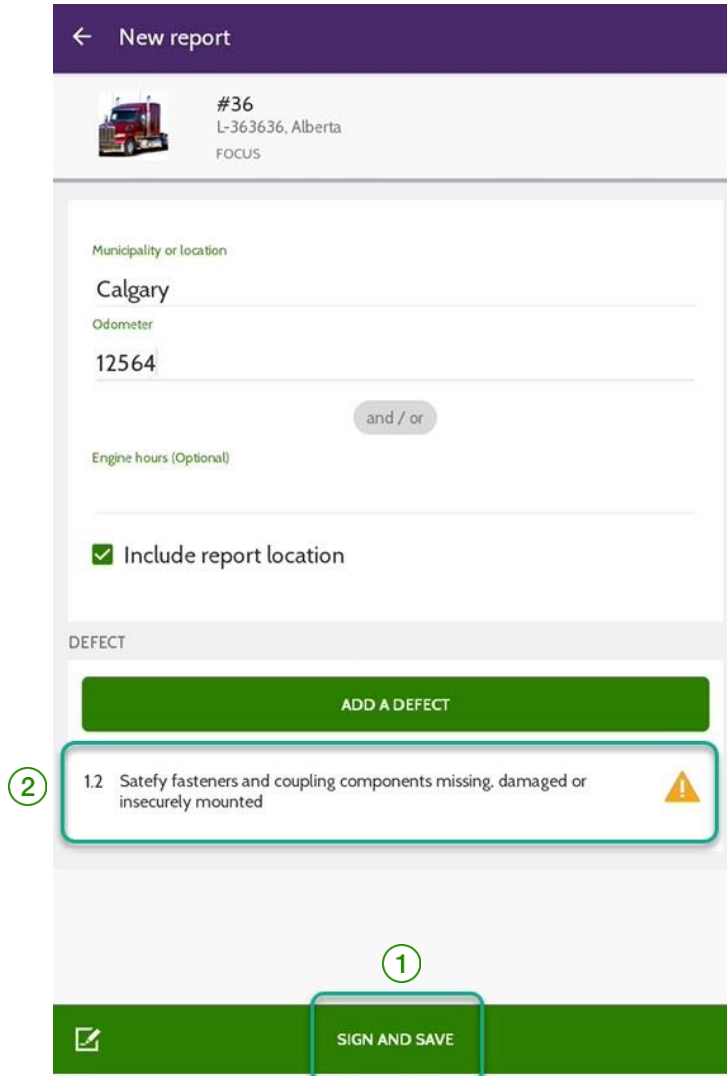 New report
#36
L-363636, Alberta
FOCUS
Municipality or location
Calgary
Odometer
12564
and / or
Engine hours (Optional)
Include report location
DEFECT
ADD A DEFECT
2
1.2 Satefy fasteners and coupling components missing, damaged or
insecurely mounted
1
SIGN AND SAVE